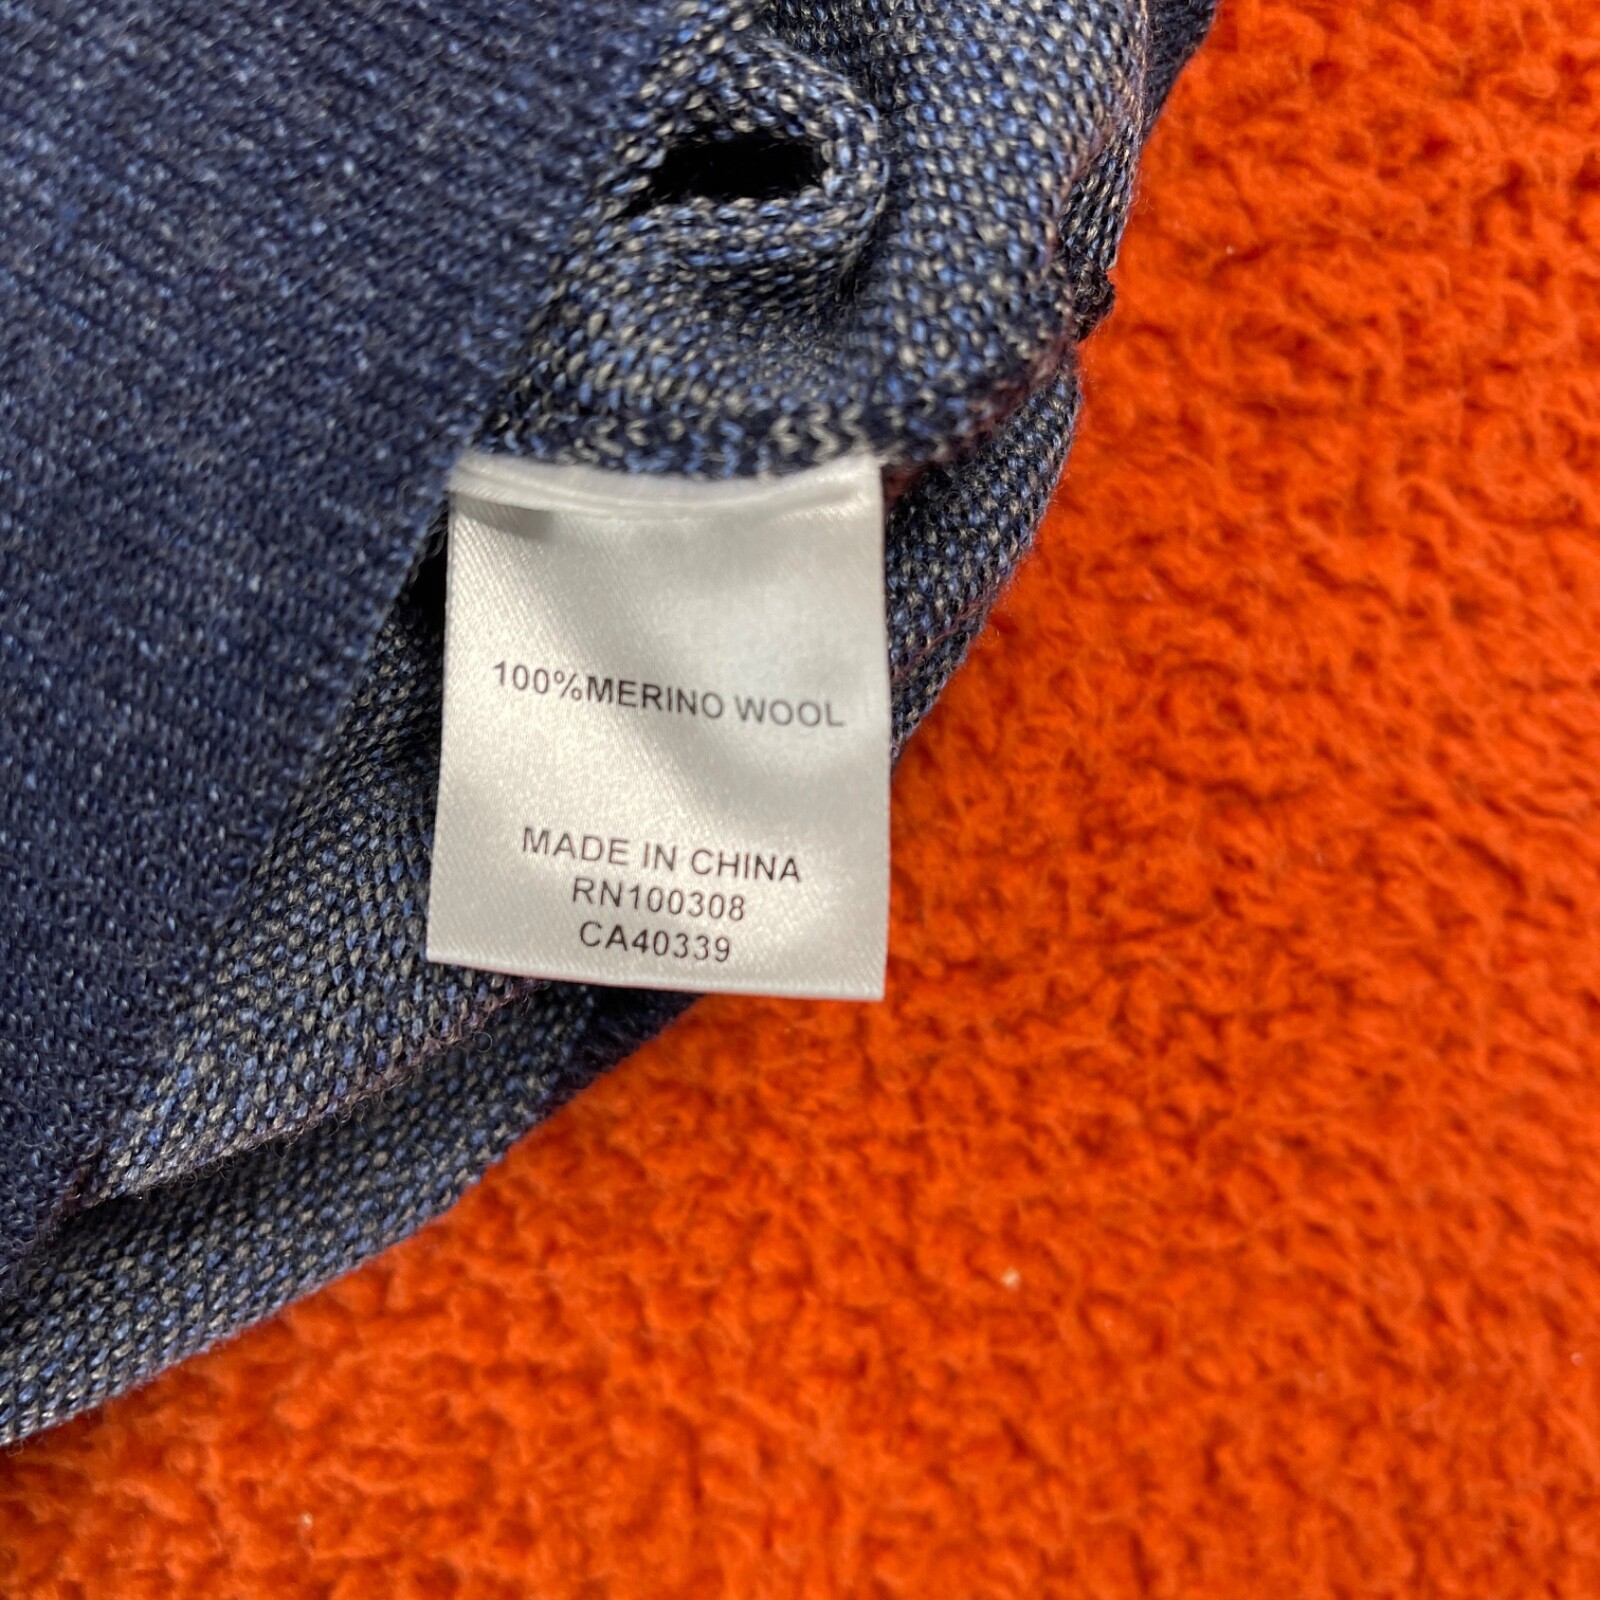 100%MERINO WOOL
MADE IN CHINA
RN100308
CA40339